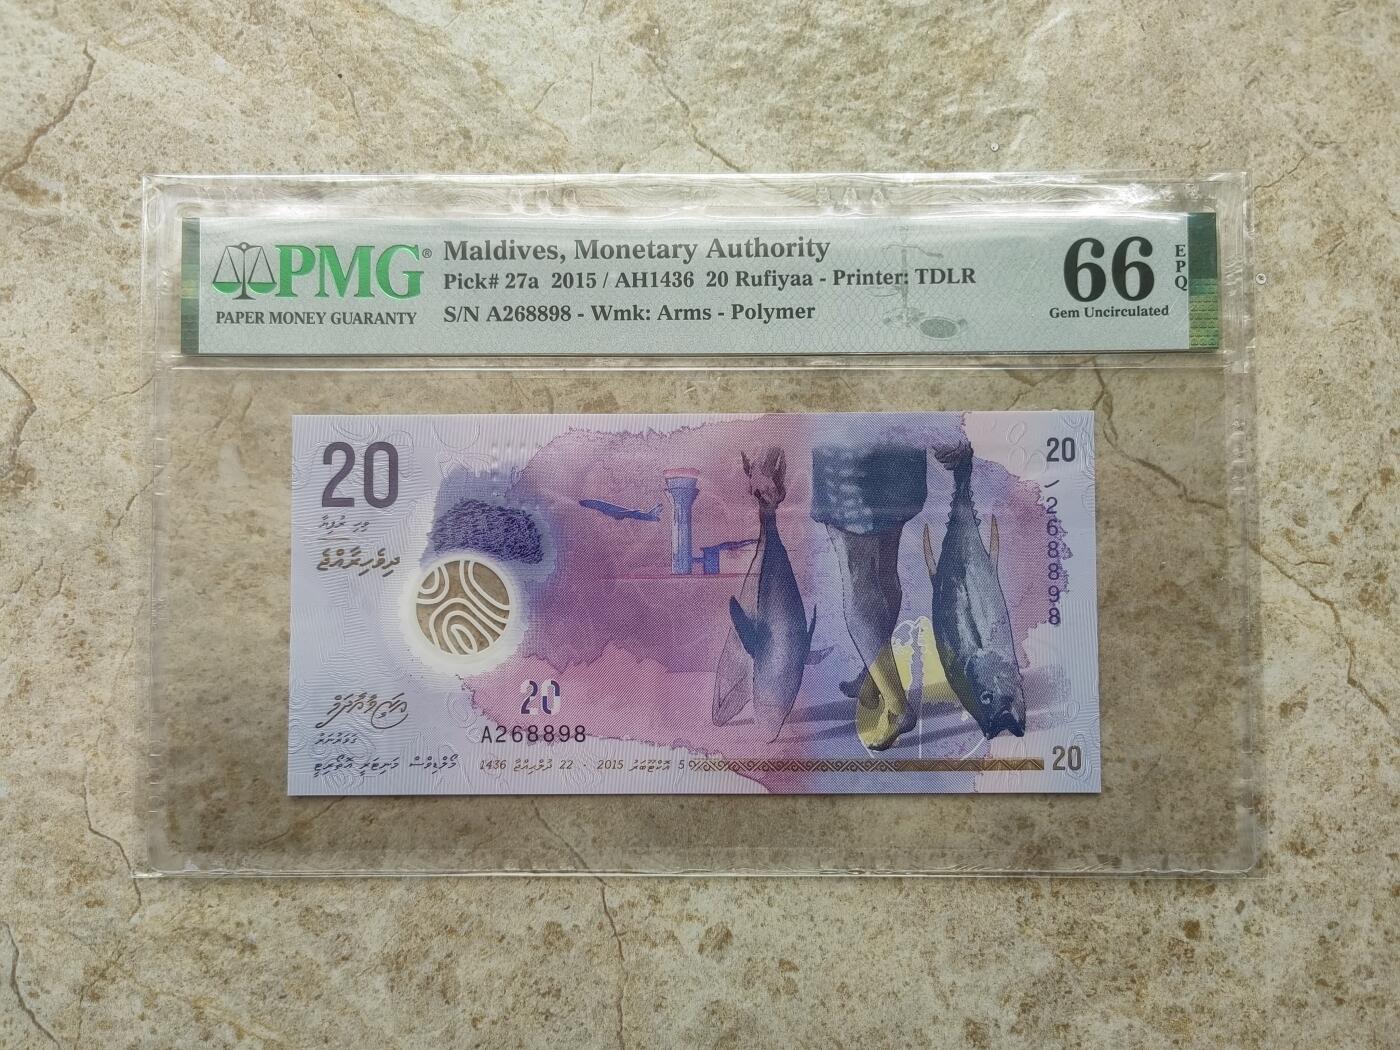 PMG®
PAPER MONEY GUARANTY
Maldives, Monetary Authority
Pick# 27a 2015 / AH1436 20 Rufiyaa - Printer: TDLR
S/N A268898 - Wmk: Arms - Polymer
66
EPQ
Gem Uncirculated
20
ވިހި ރުފިޔާ
ދިވެހިރާއްޖެ
20
268898
20
A268898
ގަވަރުނަރު
މޯލްޑިވްސް މަނިޓަރީ އޮތޯރިޓީ
5 އޮކްޓޫބަރު 2015 - 22 ޛުލްޙިއްޖާ 1436
20